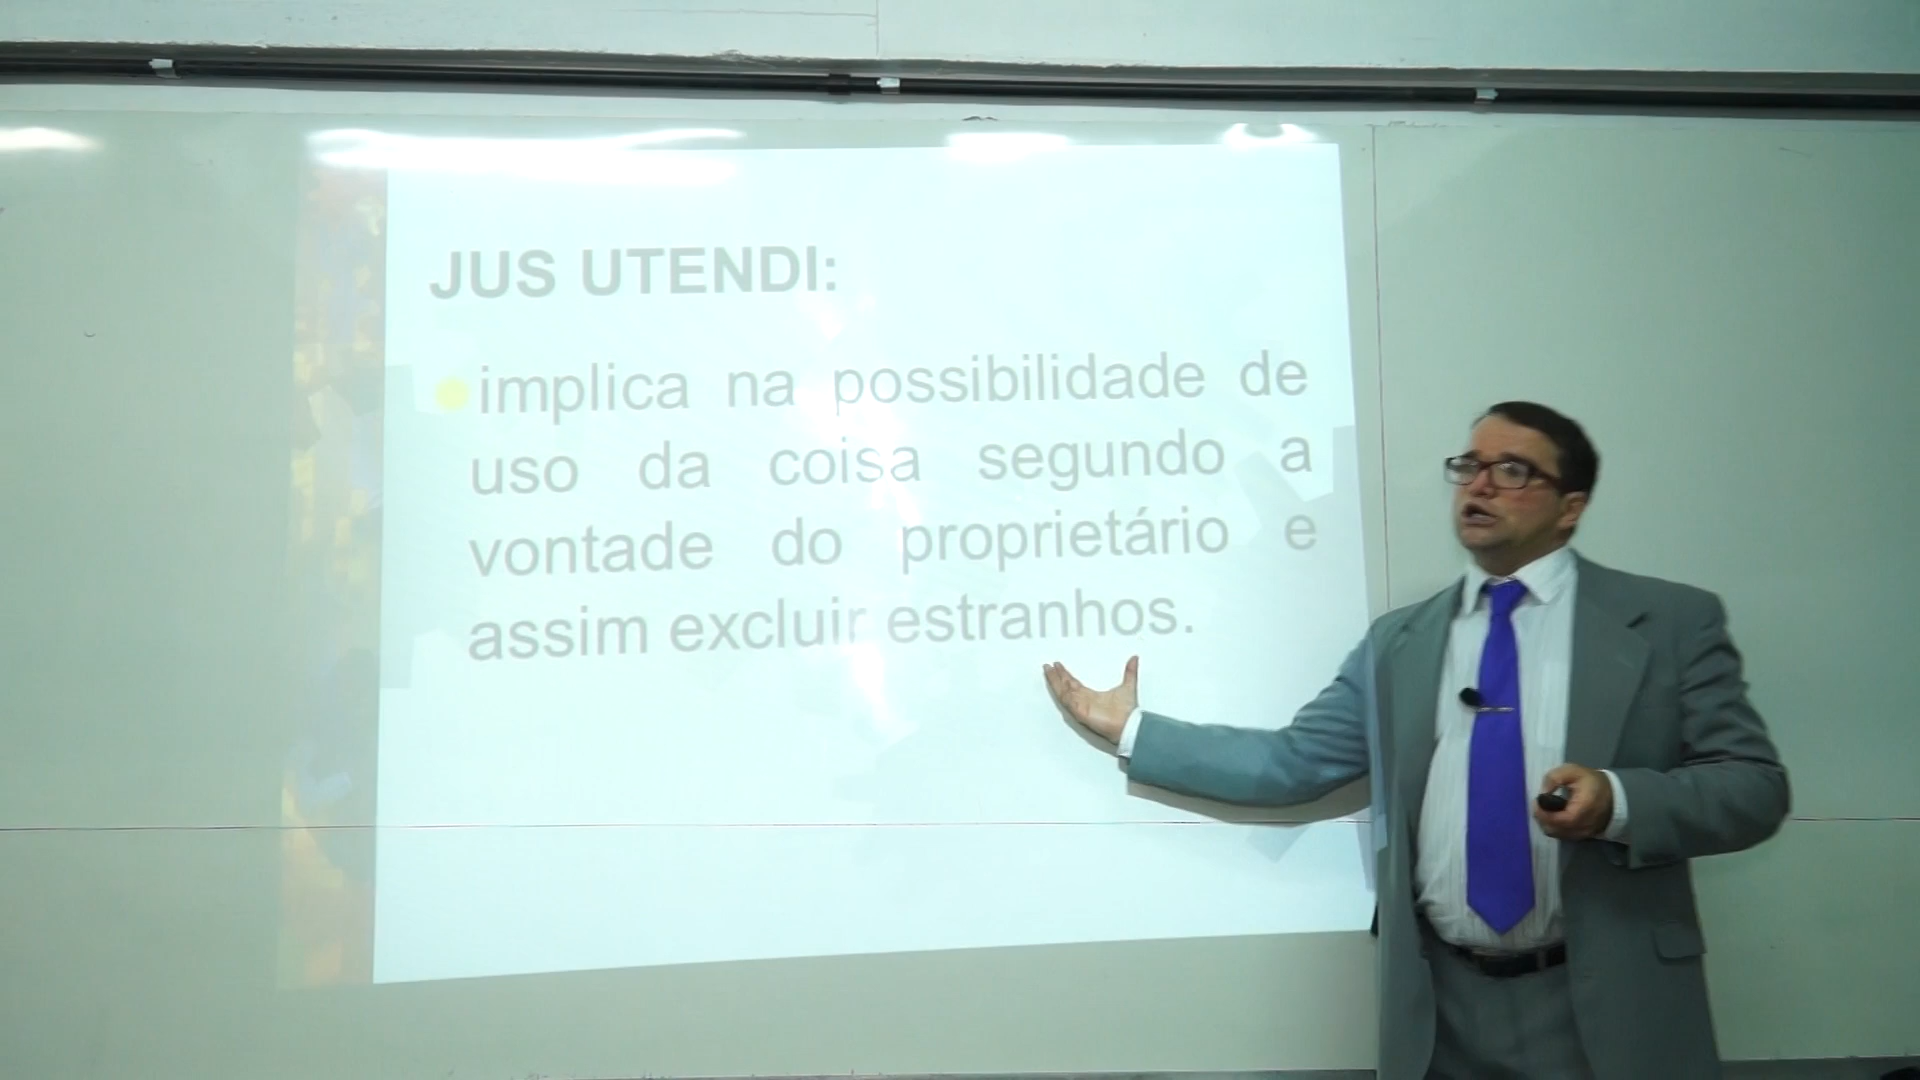 JUS UTENDI:
implica na possibilidade de
uso da coisa segundo a
vontade do proprietário e
assim excluir estranhos.